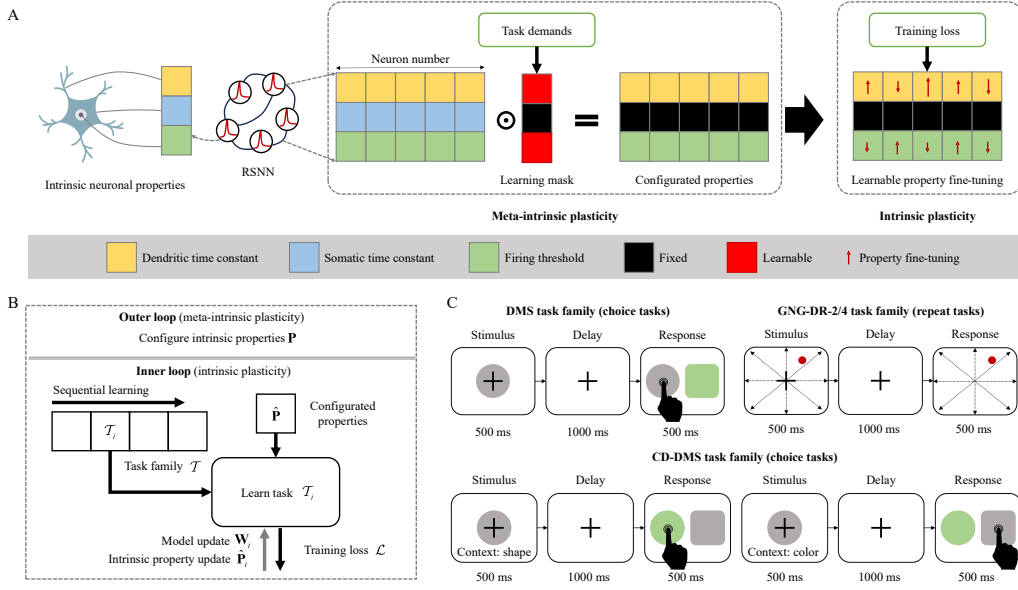 A
Task demands
Training loss
Neuron number
Intrinsic neuronal properties
RSNN
Learning mask
Configurated properties
Learnable property fine-tuning
Meta-intrinsic plasticity
Intrinsic plasticity
Dendritic time constant
Somatic time constant
Firing threshold
Fixed
Learnable
Property fine-tuning
B
Outer loop (meta-intrinsic plasticity)
Configure intrinsic properties P
Inner loop (intrinsic plasticity)
Sequential learning
𝒯ᵢ
Task family 𝒯
P̂
Configurated
properties
Learn task 𝒯ᵢ
Model update Wᵢ
Intrinsic property update P̂ᵢ
Training loss ℒ
C
DMS task family (choice tasks)
Stimulus
Delay
Response
500 ms
1000 ms
500 ms
GNG-DR-2/4 task family (repeat tasks)
Stimulus
Delay
Response
500 ms
1000 ms
500 ms
CD-DMS task family (choice tasks)
Stimulus
Delay
Response
Stimulus
Delay
Response
Context: shape
Context: color
500 ms
1000 ms
500 ms
500 ms
1000 ms
500 ms